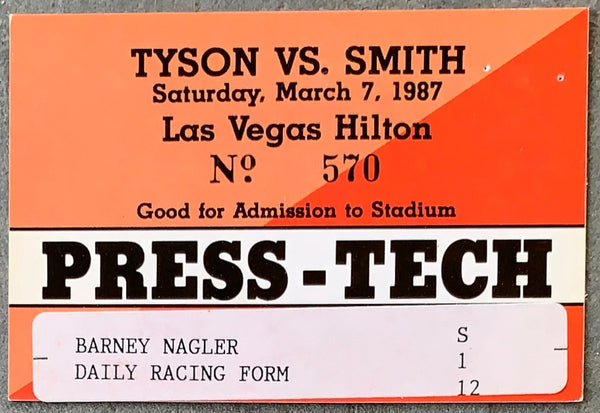 TYSON VS. SMITH
Saturday, March 7, 1987
Las Vegas Hilton
Nº 570
Good for Admission to Stadium
PRESS-TECH
BARNEY NAGLER S
1
DAILY RACING FORM
12